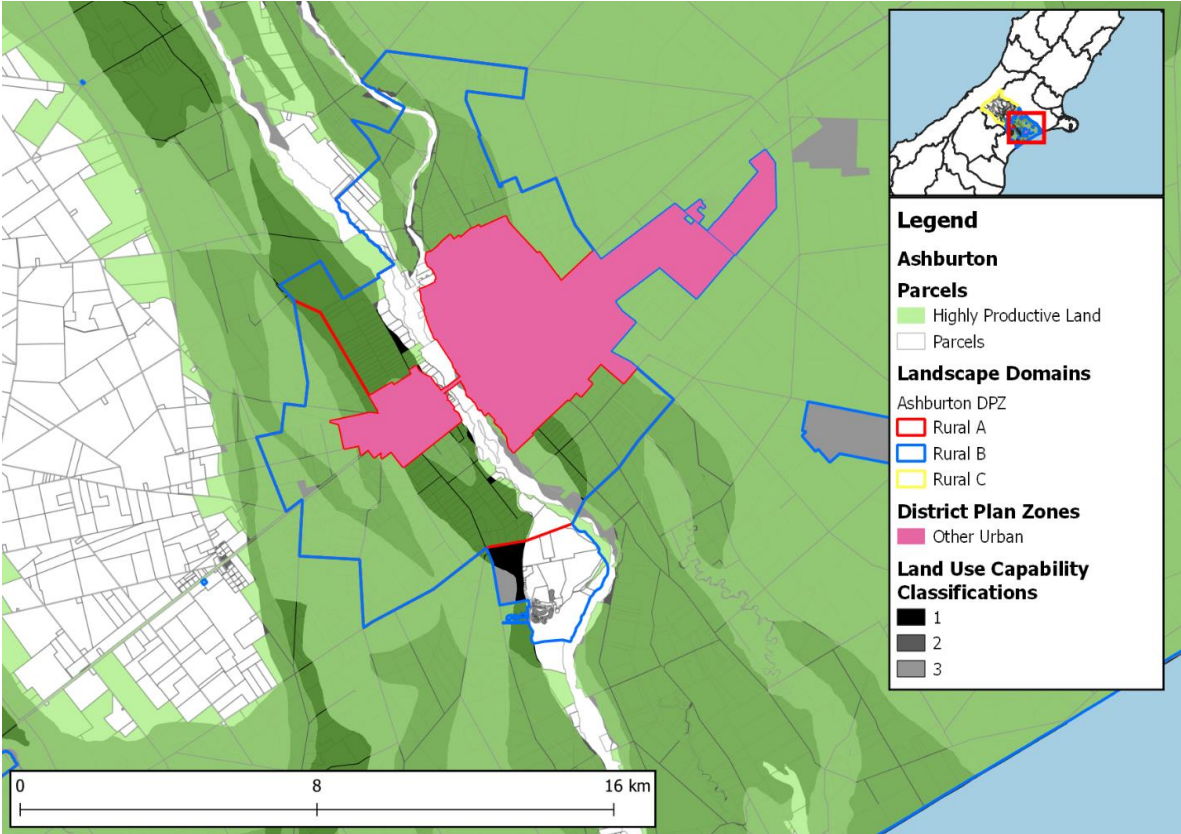 Legend
Ashburton
Parcels
Highly Productive Land
Parcels
Landscape Domains
Ashburton DPZ
Rural A
Rural B
Rural C
District Plan Zones
Other Urban
Land Use Capability
Classifications
1
2
3
0 8 16 km